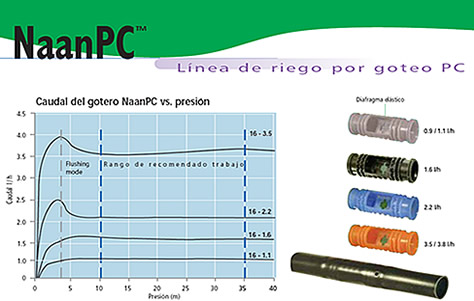 NaanPC™
Línea de riego por goteo PC
Caudal del gotero NaanPC vs. presión
Caudal l/h
4.5
4.0
3.5
3.0
2.5
2.0
1.5
1.0
0
Flushing mode
Rango de recomendado trabajo
16 - 3.5
16 - 2.2
16 - 1.6
16 - 1.1
0 5 10 15 20 25 30 35 40
Presión (m)
Diafragma elástico
0.9 / 1.1 l/h
1.6 l/h
2.2 l/h
3.5 / 3.8 l/h